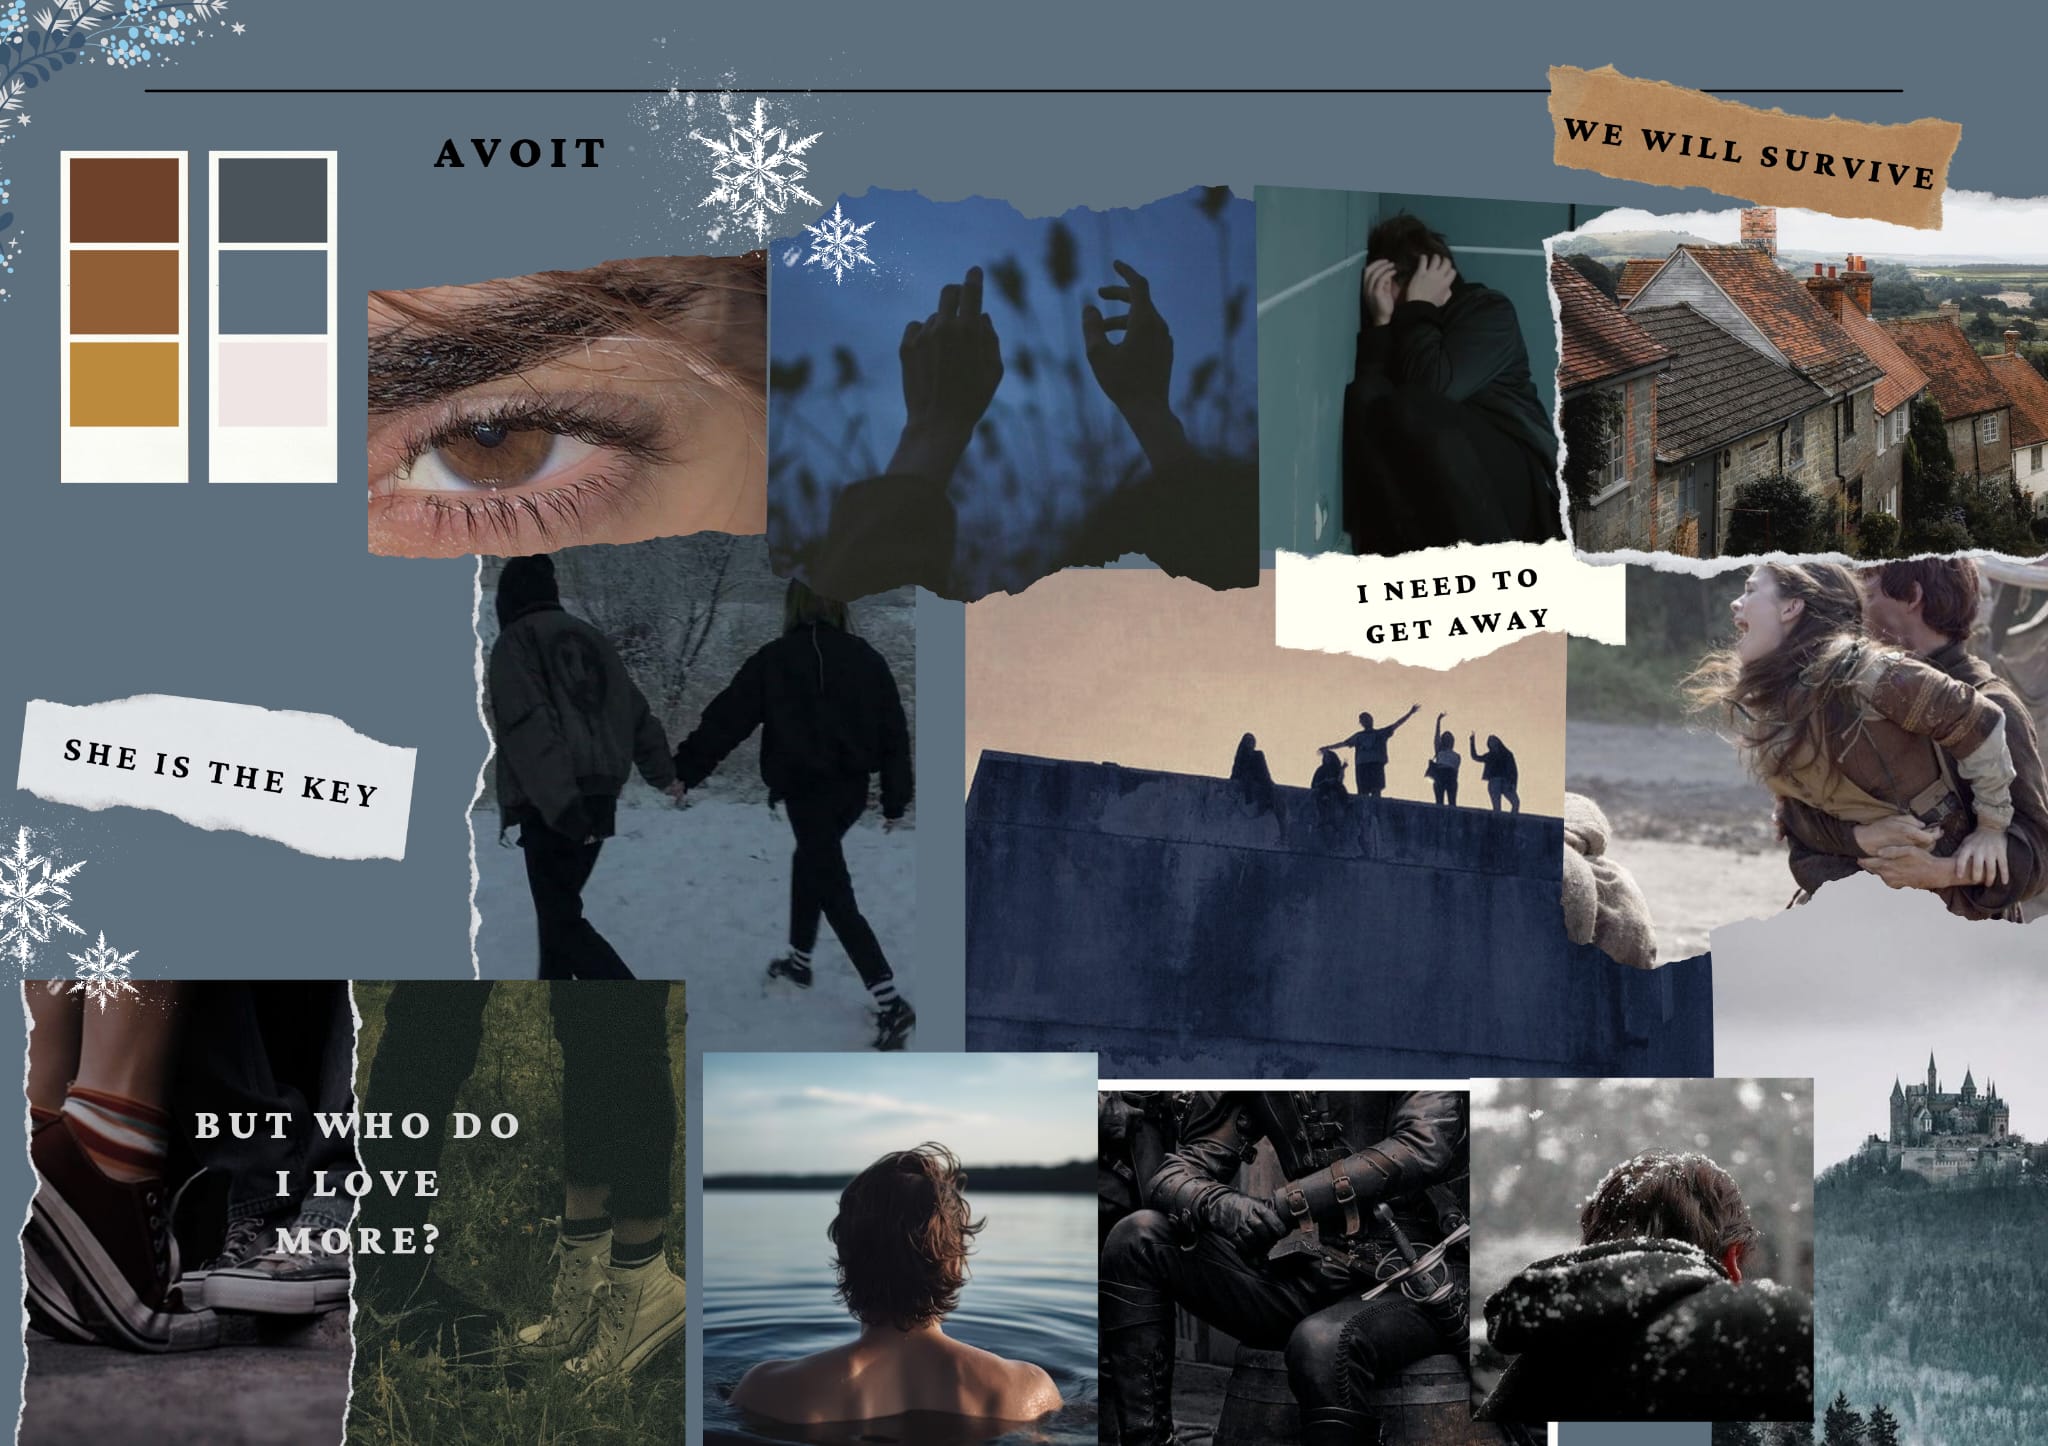 AVOIT
WE WILL SURVIVE
I NEED TO
GET AWAY
SHE IS THE KEY
BUT WHO DO
I LOVE
MORE?